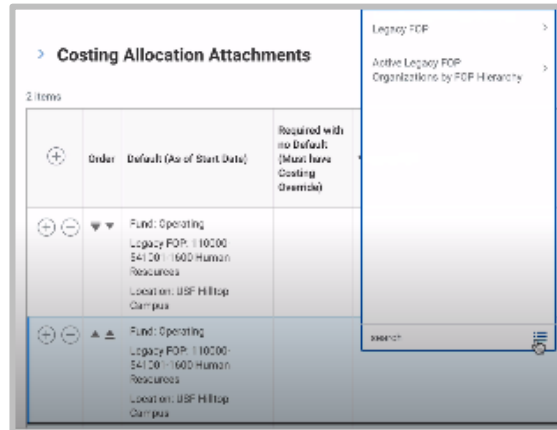 Legacy FOP
Active Legacy FOP
Organizations by FOP Hierarchy
Costing Allocation Attachments
2 items
Order
Default (As of Start Date)
Required with
no Default
(Must have
Costing
Override)
Fund: Operating
Legacy FOP: 110000-
541001-1600 Human
Resources
Location: USF Hilltop
Campus
Fund: Operating
Legacy FOP: 110000-
541001-1600 Human
Resources
Location: USF Hilltop
Campus
search